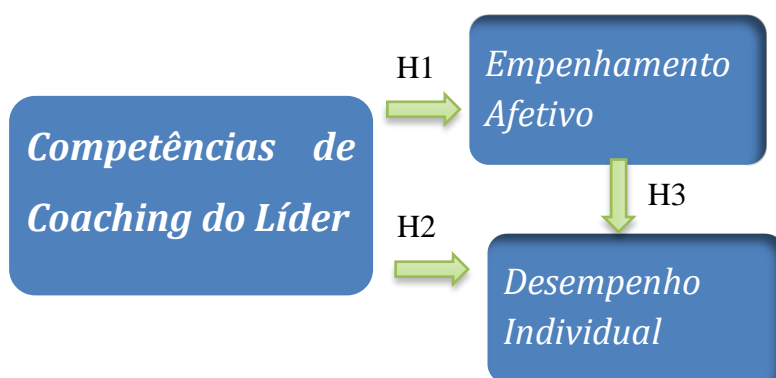 H1
Empenhamento
Afetivo
Competências de
Coaching do Líder
H3
H2
Desempenho
Individual